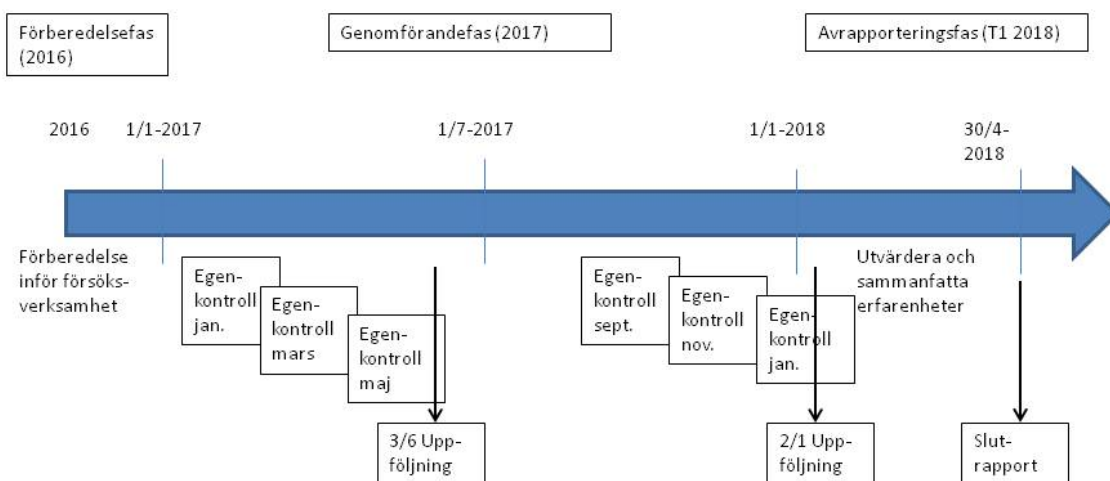 Förberedelsefas
(2016)
Genomförandefas (2017)
Avrapporteringsfas (T1 2018)
2016
1/1-2017
1/7-2017
1/1-2018
30/4-
2018
Förberedelse
inför försöks-
verksamhet
Egen-
kontroll
jan.
Egen-
kontroll
mars
Egen-
kontroll
maj
Egen-
kontroll
sept.
Egen-
kontroll
nov.
Egen-
kontroll
jan.
Utvärdera och
sammanfatta
erfarenheter
3/6 Upp-
följning
2/1 Upp-
följning
Slut-
rapport